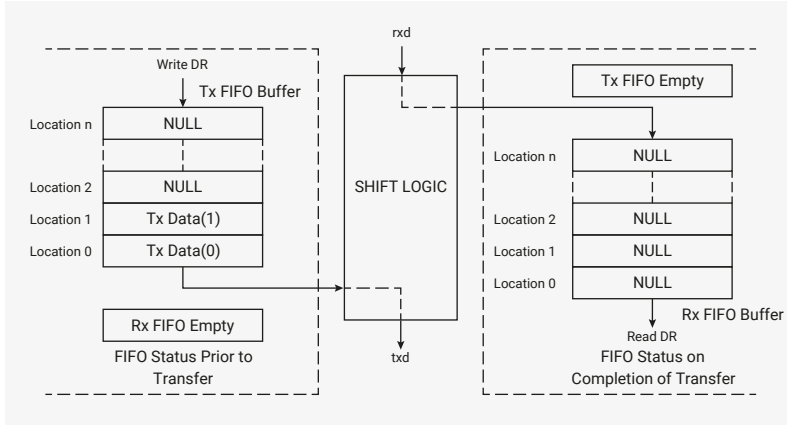 Write DR
Tx FIFO Buffer
Location n
NULL
Location 2
NULL
Location 1
Tx Data(1)
Location 0
Tx Data(0)
Rx FIFO Empty
FIFO Status Prior to
Transfer
rxd
SHIFT LOGIC
txd
Tx FIFO Empty
Location n
NULL
Location 2
NULL
Location 1
NULL
Location 0
NULL
Rx FIFO Buffer
Read DR
FIFO Status on
Completion of Transfer